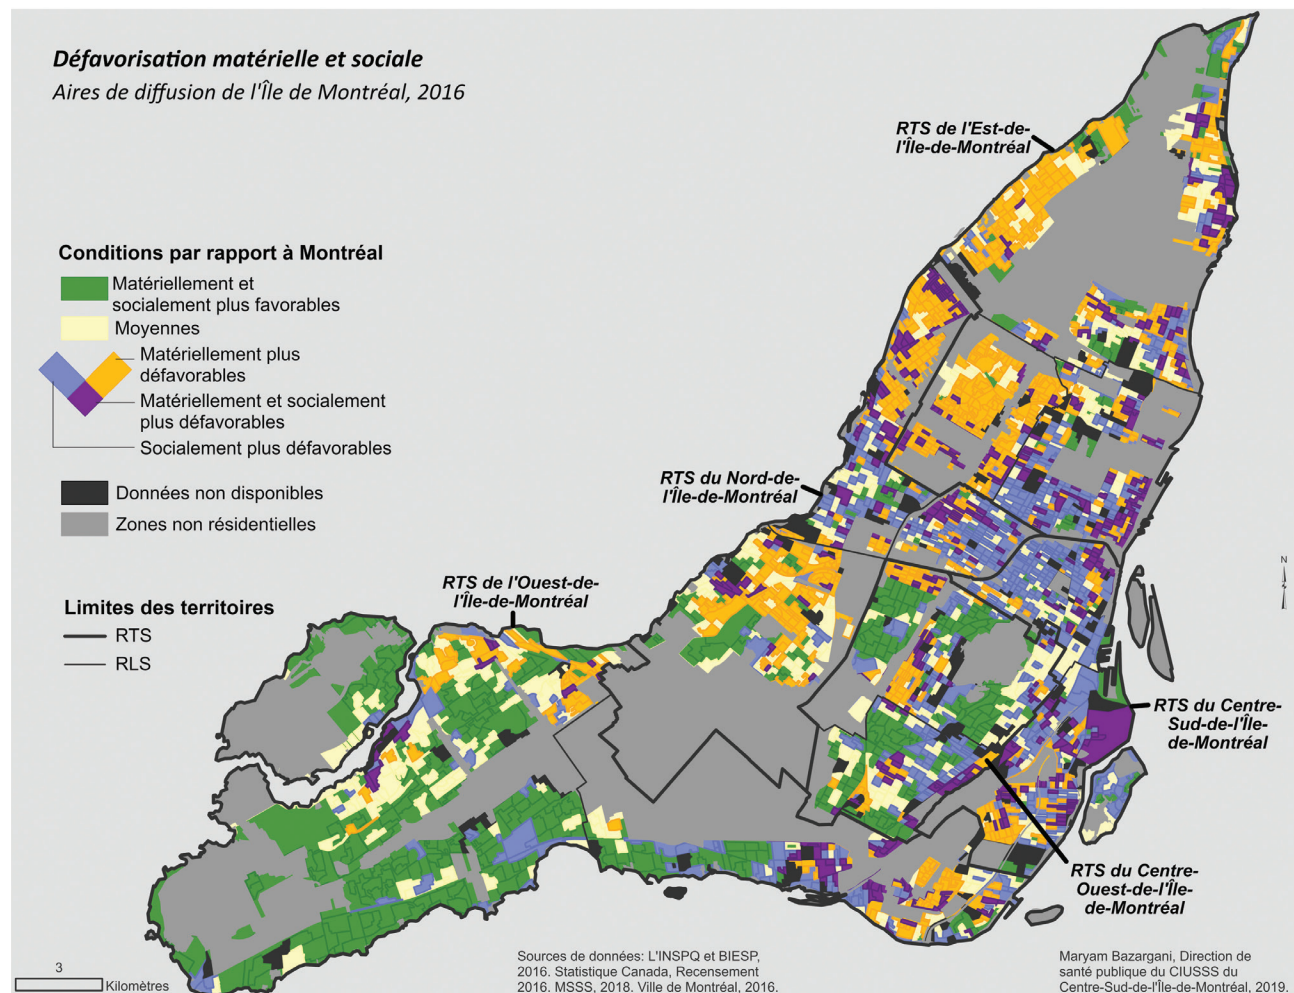 Défavorisation matérielle et sociale
Aires de diffusion de l'Île de Montréal, 2016
RTS de l'Est-de-
l'Île-de-Montréal
Conditions par rapport à Montréal
Matériellement et
socialement plus favorables
Moyennes
Matériellement plus
défavorables
Matériellement et socialement
plus défavorables
Socialement plus défavorables
Données non disponibles
Zones non résidentielles
RTS du Nord-de-
l'Île-de-Montréal
Limites des territoires
RTS
RLS
RTS de l'Ouest-de-
l'Île-de-Montréal
N
RTS du Centre-
Sud-de-l'Île-
de-Montréal
RTS du Centre-
Ouest-de-l'Île-
de-Montréal
3
Kilomètres
Sources de données: L'INSPQ et BIESP,
2016. Statistique Canada, Recensement
2016. MSSS, 2018. Ville de Montréal, 2016.
Maryam Bazargani, Direction de
santé publique du CIUSSS du
Centre-Sud-de-l'Île-de-Montréal, 2019.